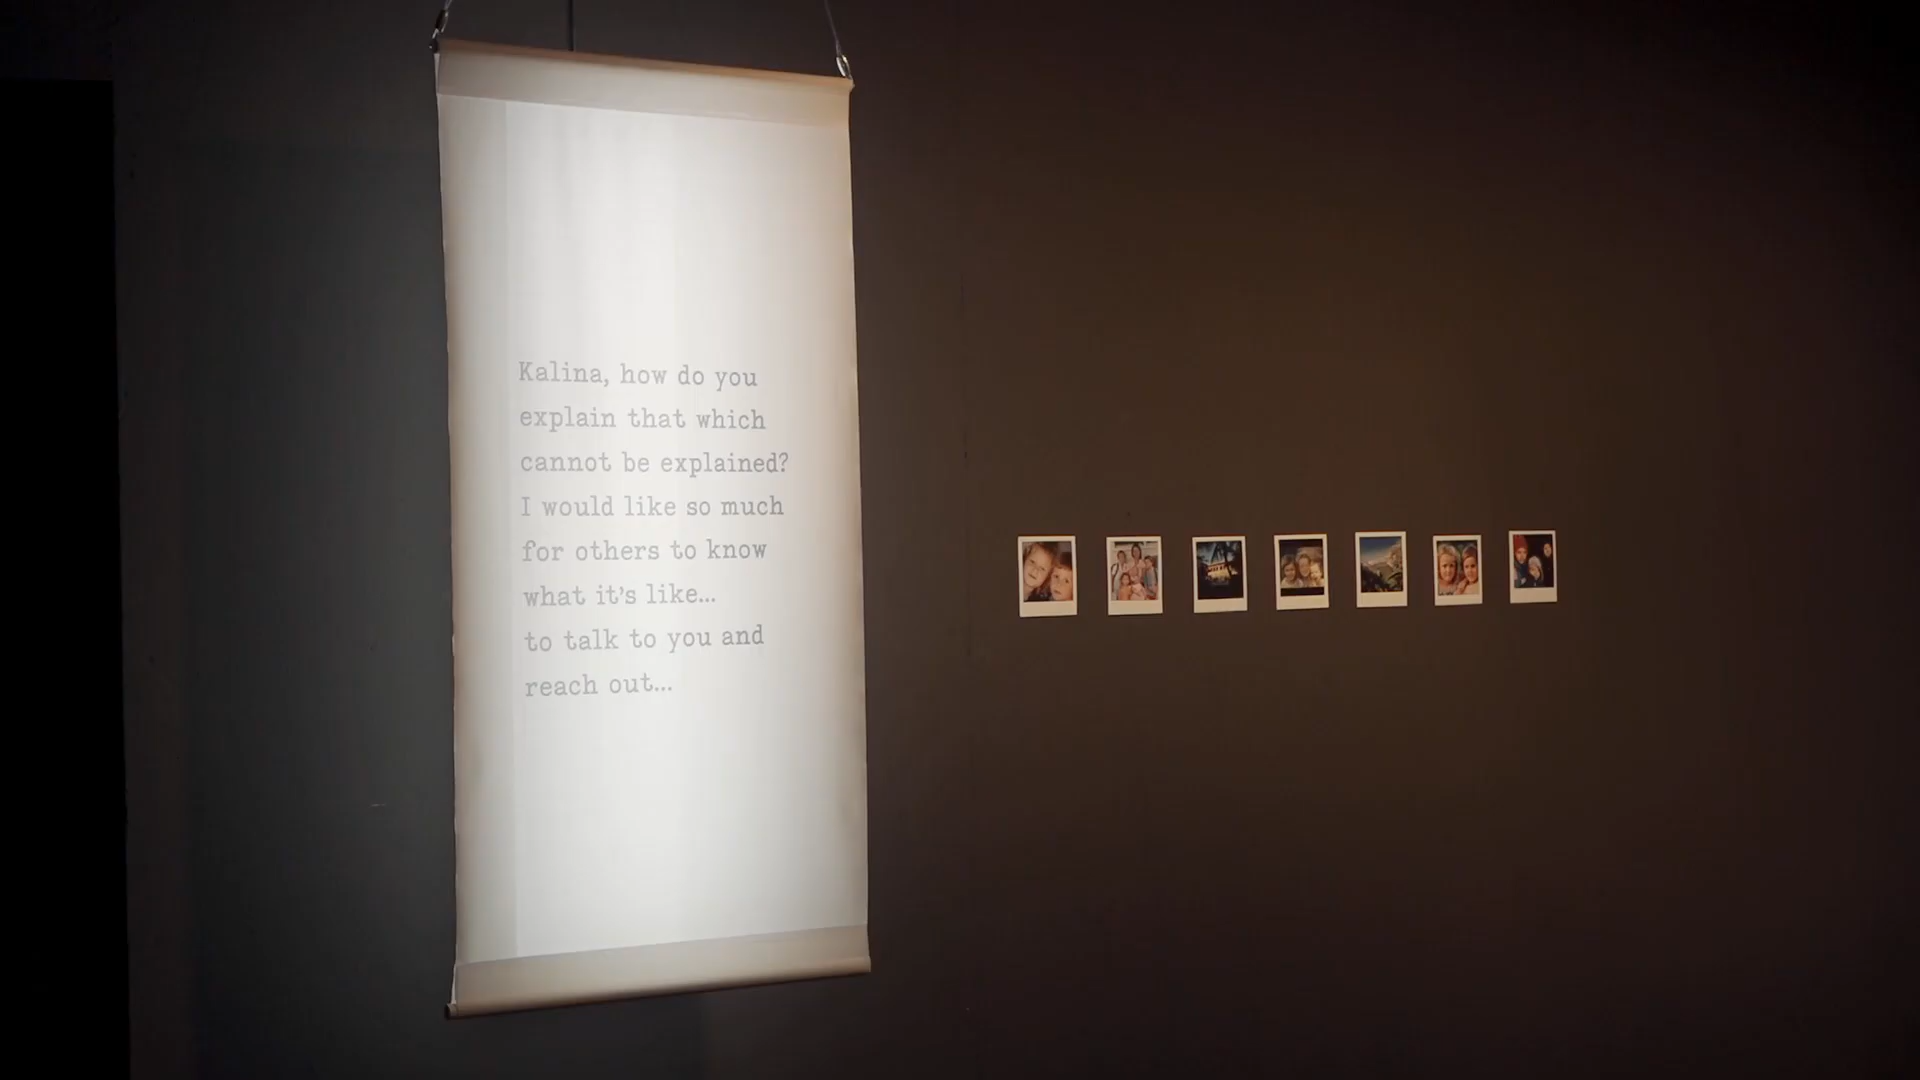 Kalina, how do you
explain that which
cannot be explained?
I would like so much
for others to know
what it's like...
to talk to you and
reach out...